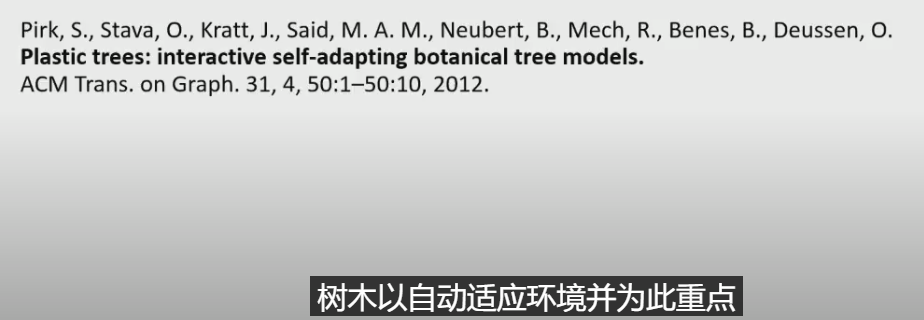 Pirk, S., Stava, O., Kratt, J., Said, M. A. M., Neubert, B., Mech, R., Benes, B., Deussen, O.
Plastic trees: interactive self-adapting botanical tree models.
ACM Trans. on Graph. 31, 4, 50:1–50:10, 2012.
树木以自动适应环境并为此重点